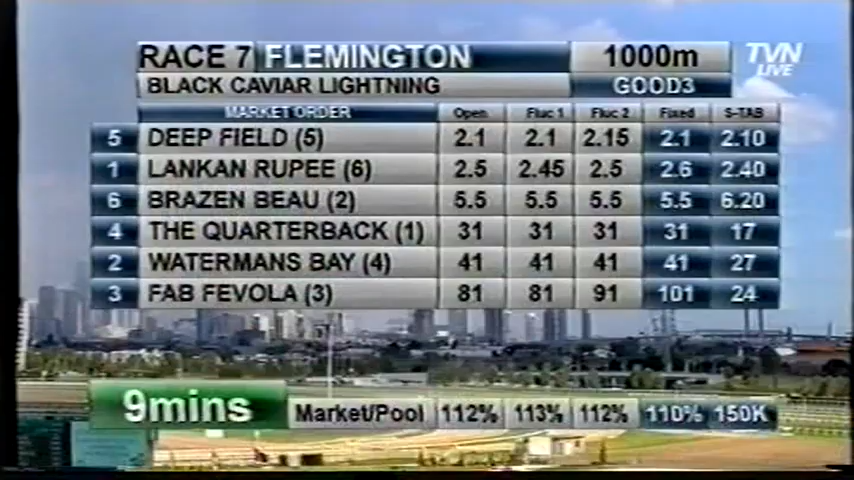 RACE 7 FLEMINGTON 1000m TVN LIVE
BLACK CAVIAR LIGHTNING GOOD3
MARKET ORDER Open Fluc 1 Fluc 2 Fixed S-TAB
5 DEEP FIELD (5) 2.1 2.1 2.15 2.1 2.10
1 LANKAN RUPEE (6) 2.5 2.45 2.5 2.6 2.40
6 BRAZEN BEAU (2) 5.5 5.5 5.5 5.5 6.20
4 THE QUARTERBACK (1) 31 31 31 31 17
2 WATERMANS BAY (4) 41 41 41 41 27
3 FAB FEVOLA (3) 81 81 91 101 24
9mins Market/Pool 112% 113% 112% 110% 150K